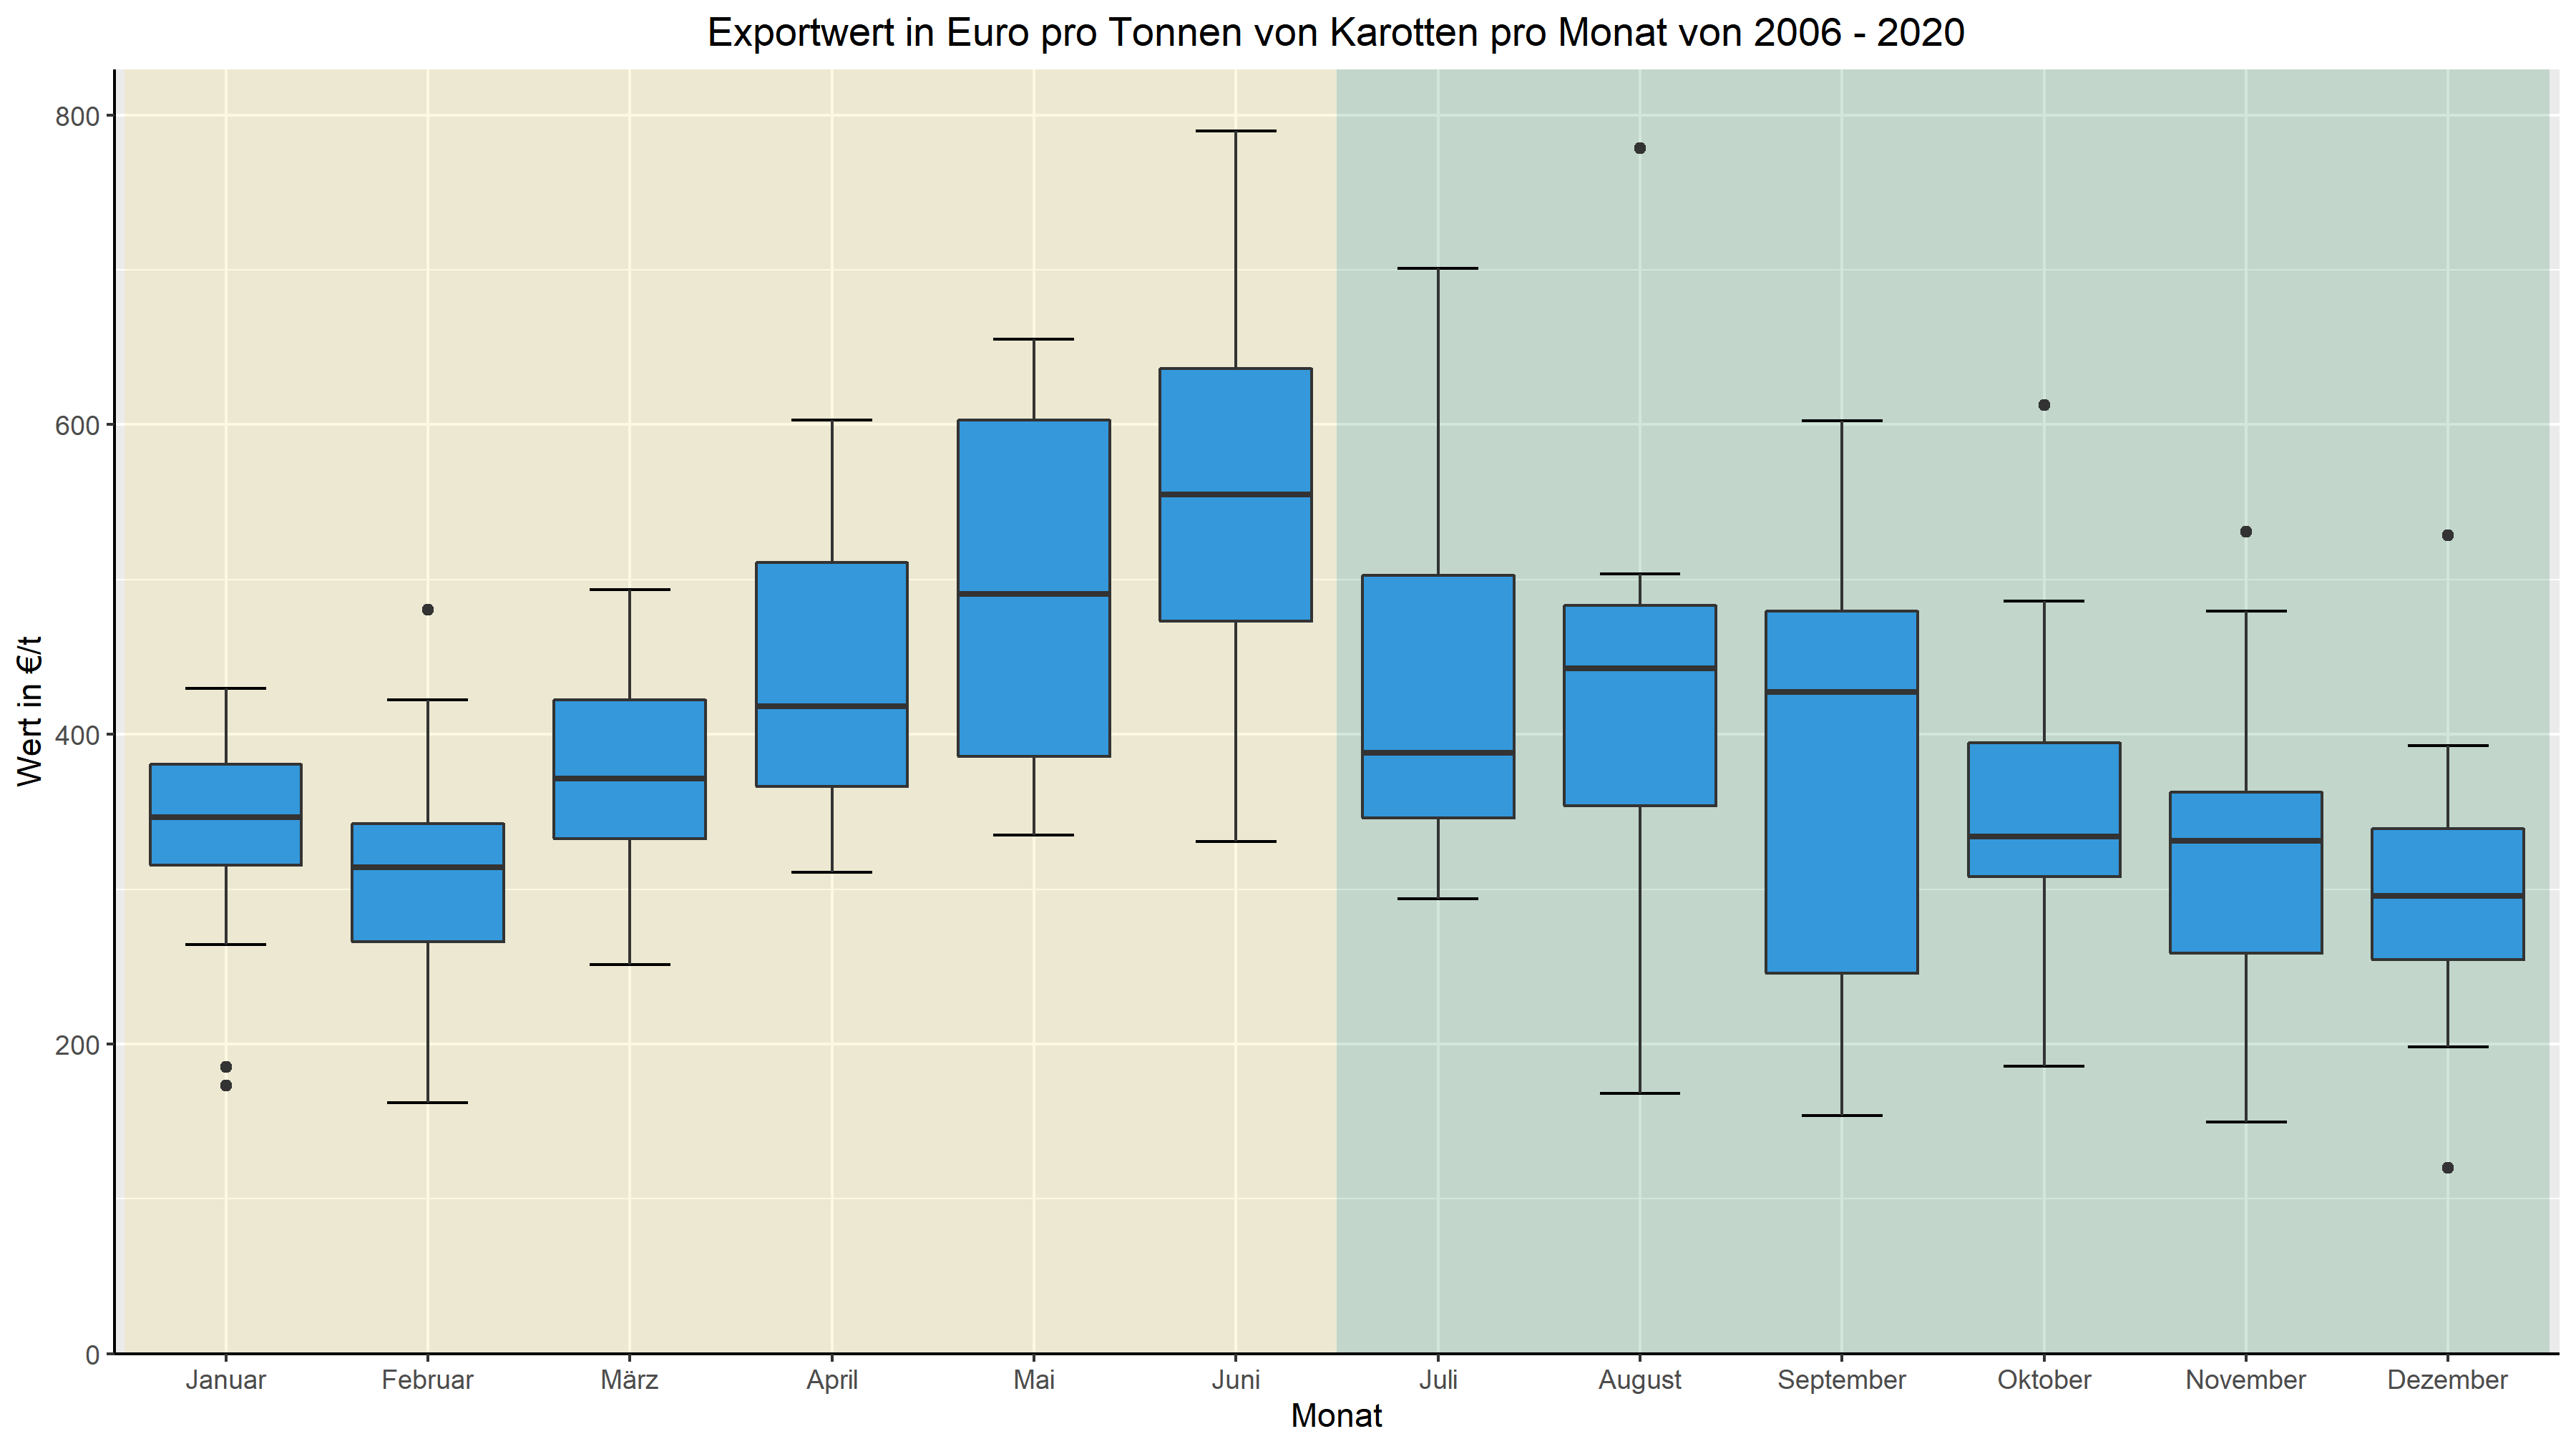 Exportwert in Euro pro Tonnen von Karotten pro Monat von 2006 - 2020
Wert in €/t
800
600
400
200
0
Januar Februar März April Mai Juni Juli August September Oktober November Dezember
Monat